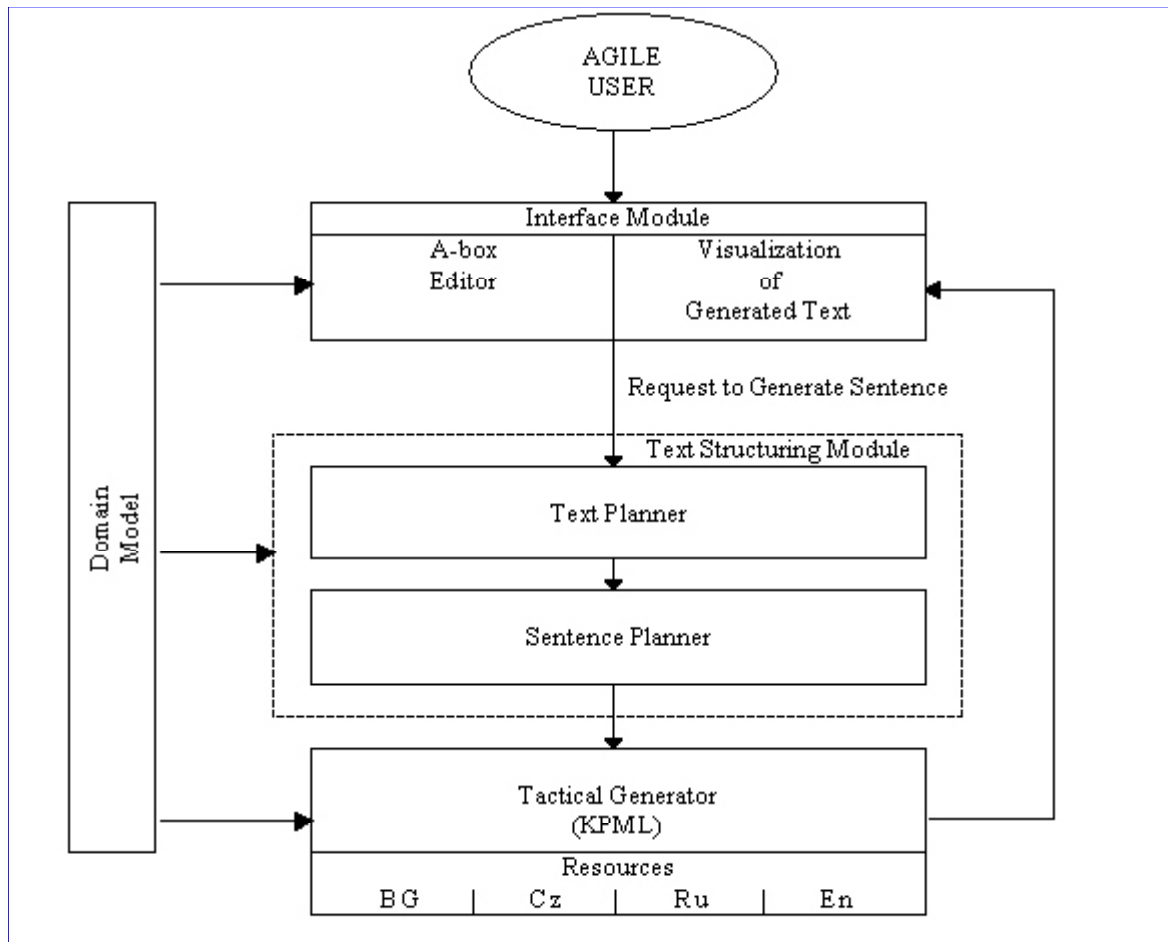 AGILE
USER
Interface Module
A-box
Editor
Visualization
of
Generated Text
Request to Generate Sentence
Domain
Model
Text Structuring Module
Text Planner
Sentence Planner
Tactical Generator
(KPML)
Resources
BG | Cz | Ru | En